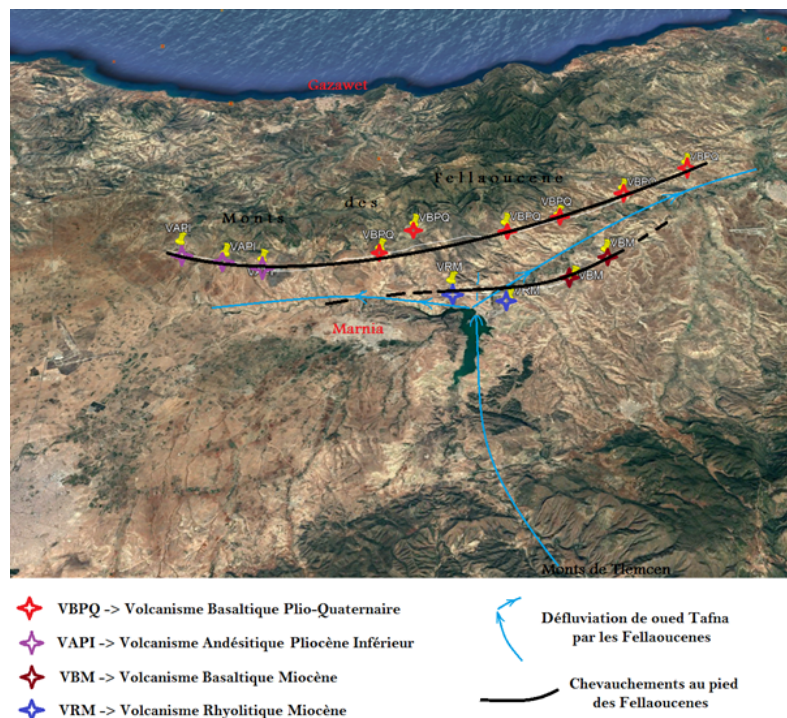 Gazawet
VBPQ
VBPQ
Fellaoucene
des
VBPQ
VBPQ
Monts
VBPQ
VAPI
VBPQ
VAPI
VBM
VRM
VBM
VRM
Marnia
Monts de Tlemcen
VBPQ -> Volcanisme Basaltique Plio-Quaternaire
VAPI -> Volcanisme Andésitique Pliocène Inférieur
VBM -> Volcanisme Basaltique Miocène
VRM -> Volcanisme Rhyolitique Miocène
Défluviation de oued Tafna
par les Fellaoucenes
Chevauchements au pied
des Fellaoucenes